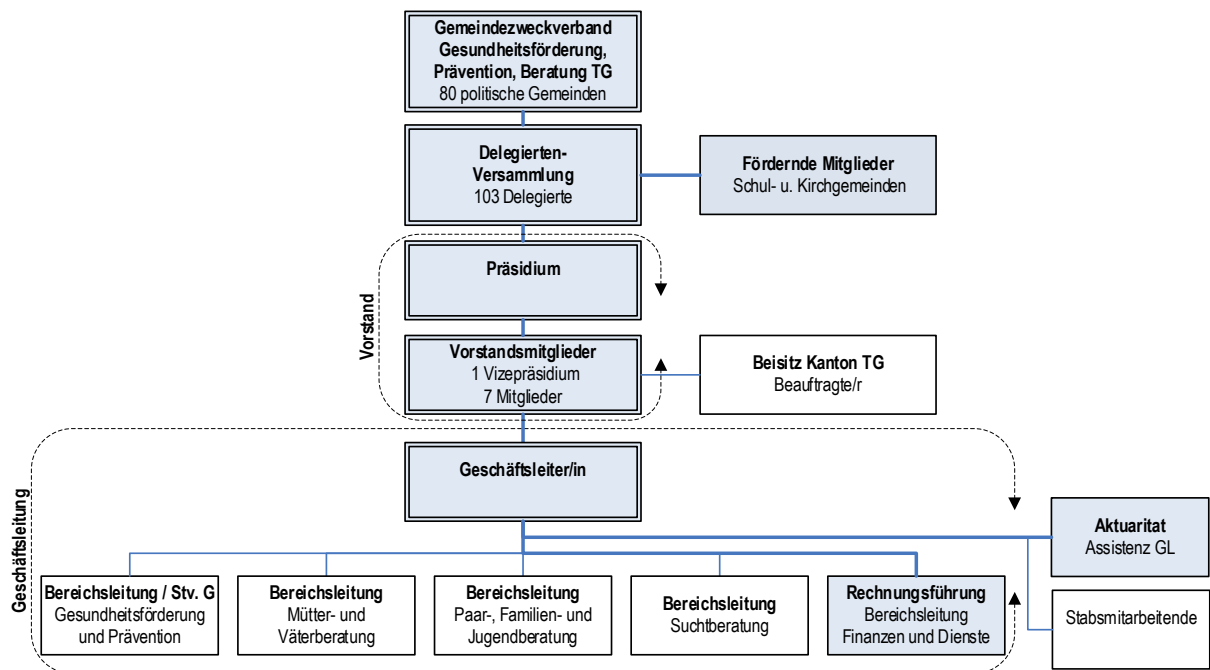 Gemeindezweckverband
Gesundheitsförderung,
Prävention, Beratung TG
80 politische Gemeinden
Delegierten-
Versammlung
103 Delegierte
Fördernde Mitglieder
Schul- u. Kirchgemeinden
Vorstand
Präsidium
Vorstandsmitglieder
1 Vizepräsidium
7 Mitglieder
Beisitz Kanton TG
Beauftragte/r
Geschäftsleitung
Geschäftsleiter/in
Aktuaritat
Assistenz GL
Bereichsleitung / Stv. G
Gesundheitsförderung
und Prävention
Bereichsleitung
Mütter- und
Väterberatung
Bereichsleitung
Paar-, Familien- und
Jugendberatung
Bereichsleitung
Suchtberatung
Rechnungsführung
Bereichsleitung
Finanzen und Dienste
Stabsmitarbeitende